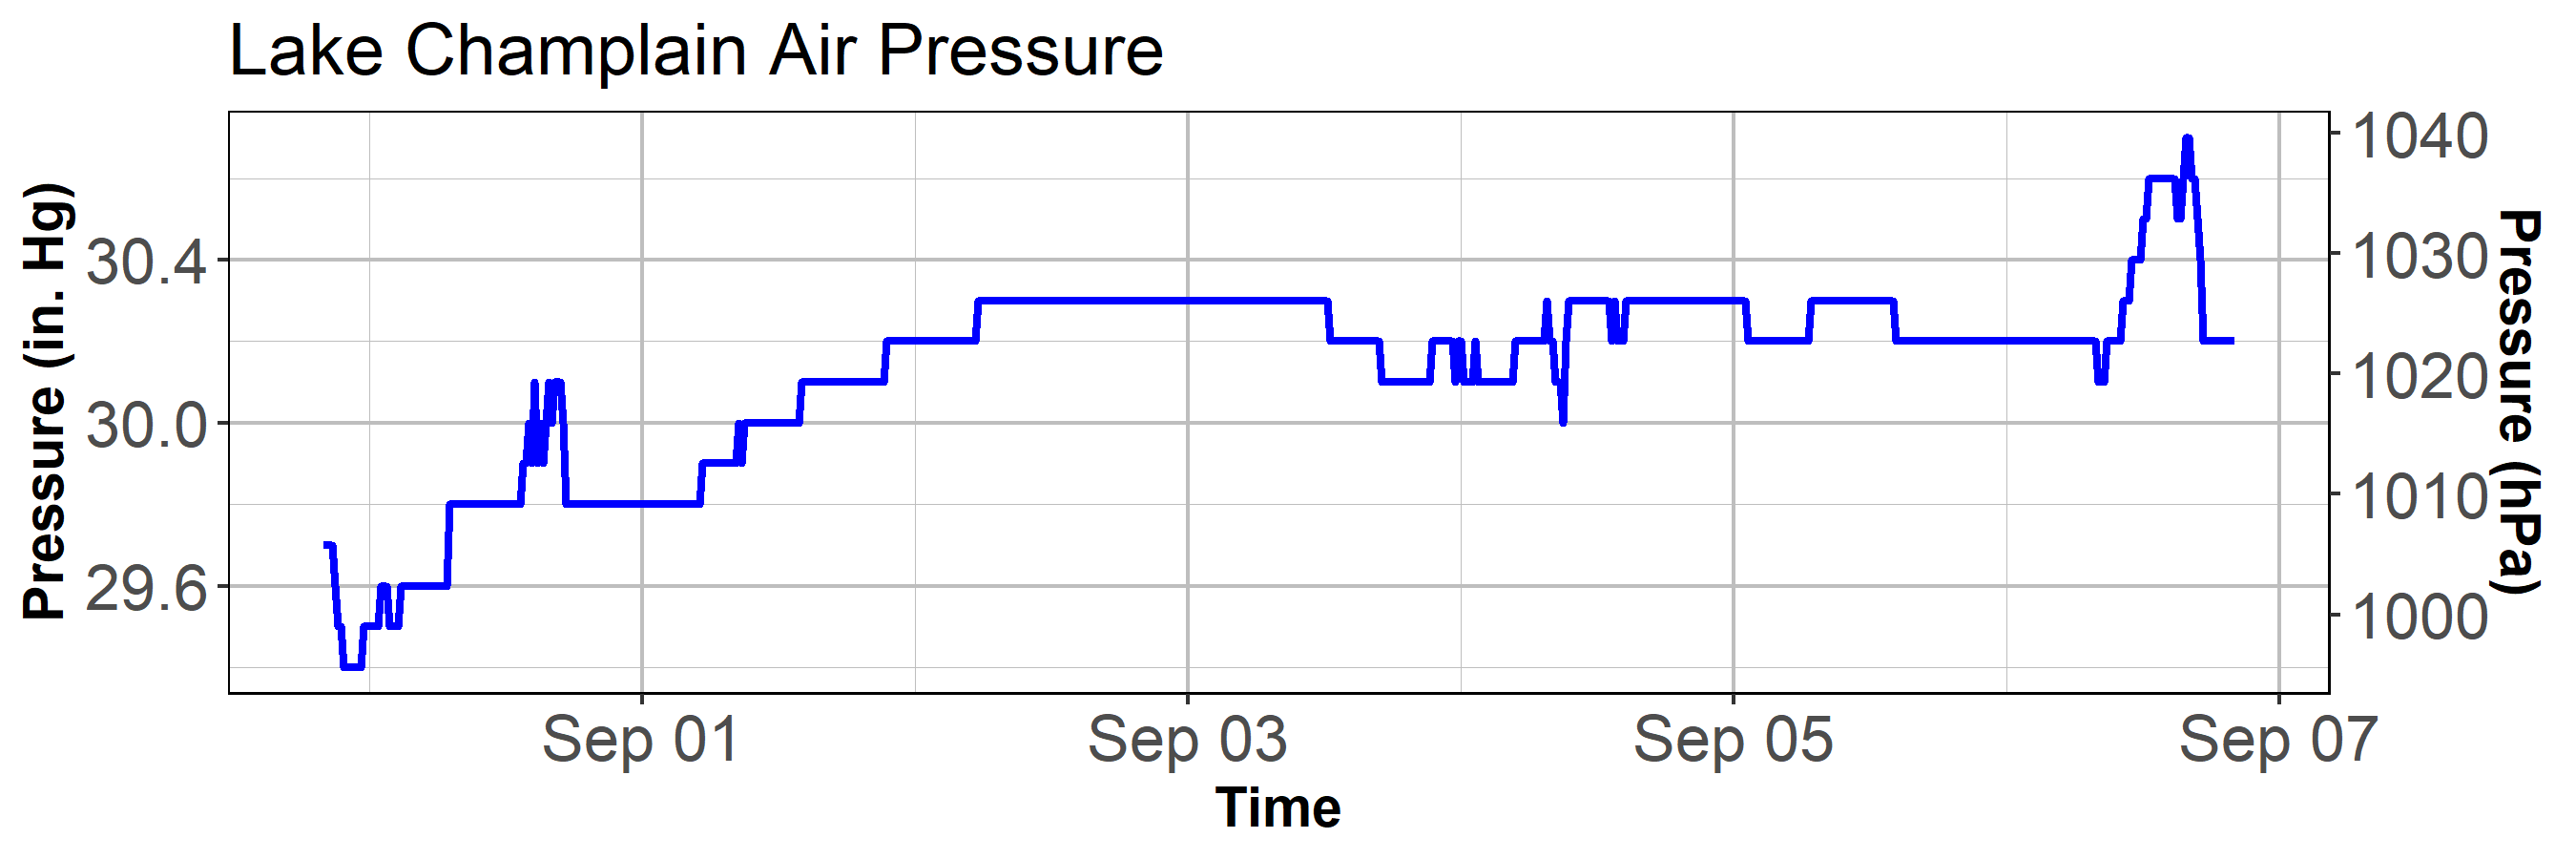 Lake Champlain Air Pressure
Pressure (in. Hg)
30.4
30.0
29.6
1040
1030
1020
1010
1000
Pressure (hPa)
Sep 01
Sep 03
Sep 05
Sep 07
Time